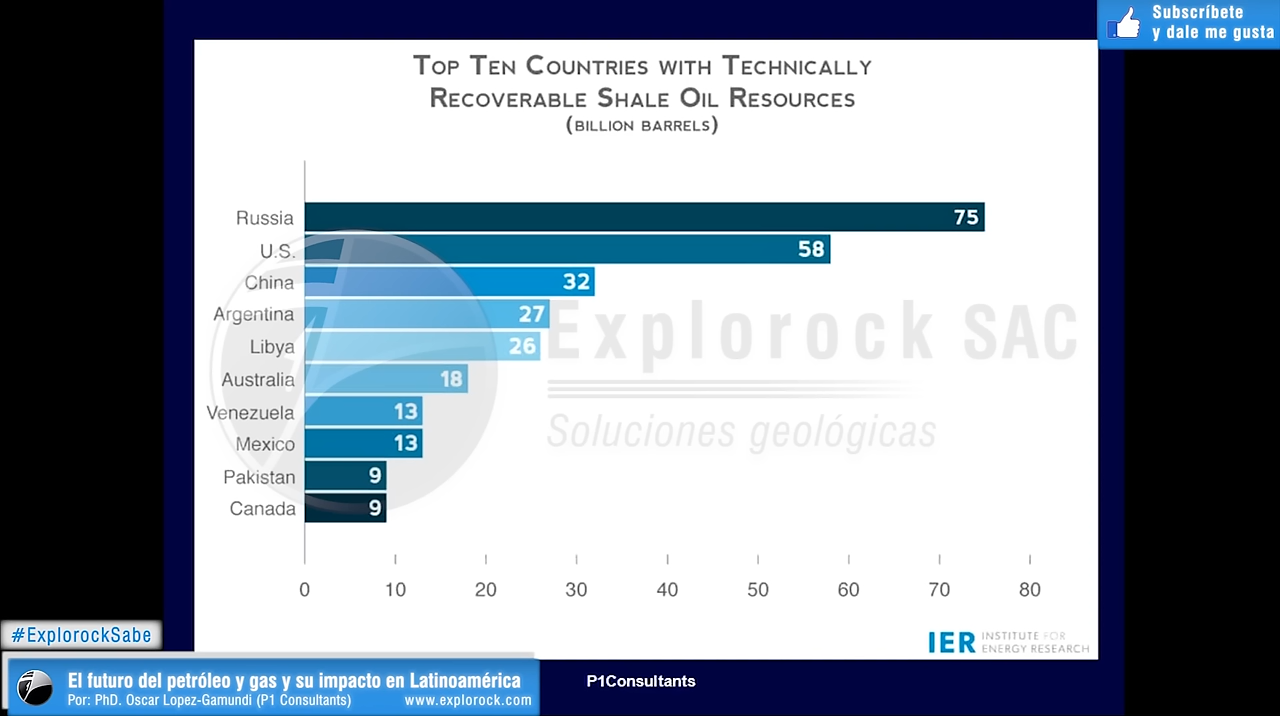 Subscríbete
y dale me gusta
TOP TEN COUNTRIES WITH TECHNICALLY
RECOVERABLE SHALE OIL RESOURCES
(BILLION BARRELS)
Russia 75
U.S. 58
China 32
Argentina 27
Libya 26
Australia 18
Venezuela 13
Mexico 13
Pakistan 9
Canada 9
Explorock SAC
Soluciones geológicas
0 10 20 30 40 50 60 70 80
IER INSTITUTE FOR
ENERGY RESEARCH
#ExplorockSabe
El futuro del petróleo y gas y su impacto en Latinoamérica
Por: PhD. Oscar Lopez-Gamundi (P1 Consultants) www.explorock.com
P1Consultants